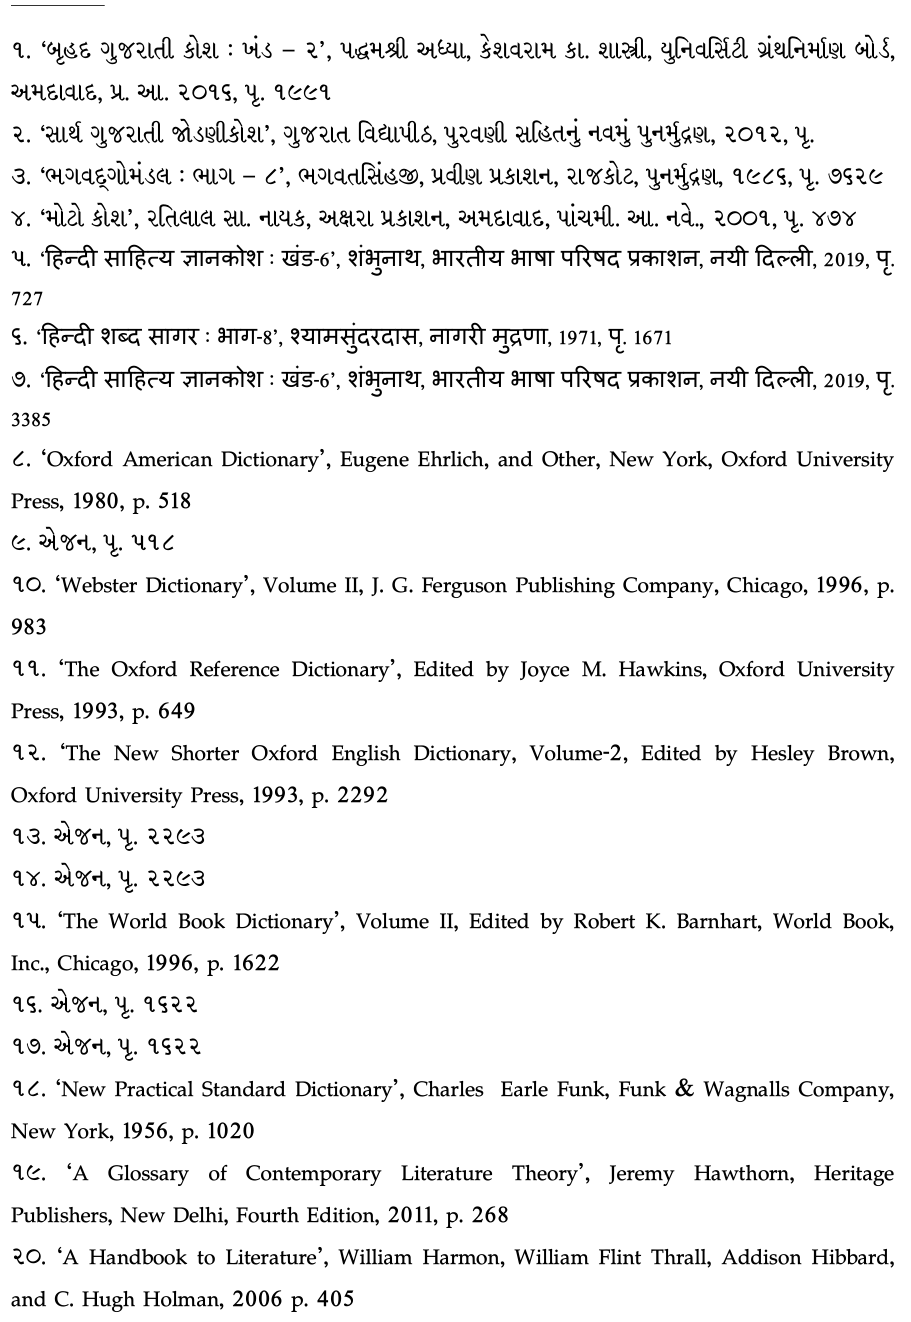 ૧. ‘બૃહદ ગુજરાતી કોશ : ખંડ – ૨’, પદ્ધમશ્રી અધ્યા, કેશવરામ કા. શાસ્ત્રી, યુનિવર્સિટી ગ્રંથનિર્માણ બોર્ડ,
અમદાવાદ, પ્ર. આ. ૨૦૧૬, પૃ. ૧૯૯૧
૨. ‘સાર્થ ગુજરાતી જોડણીકોશ’, ગુજરાત વિદ્યાપીઠ, પુરવણી સહિતનું નવમું પુનર્મુદ્રણ, ૨૦૧૨, પૃ.
૩. ‘ભગવદ્ગોમંડલ : ભાગ – ૮’, ભગવતસિંહજી, પ્રવીણ પ્રકાશન, રાજકોટ, પુનર્મુદ્રણ, ૧૯૮૬, પૃ. ૭૬૨૯
૪. ‘મોટો કોશ’, રતિલાલ સા. નાયક, અક્ષરા પ્રકાશન, અમદાવાદ, પાંચમી. આ. નવે., ૨૦૦૧, પૃ. ૪૭૪
૫. ‘हिन्दी साहित्य ज्ञानकोश : खंड-6’, शंभुनाथ, भारतीय भाषा परिषद प्रकाशन, नयी दिल्ली, 2019, पृ.
727
૬. ‘हिन्दी शब्द सागर : भाग-8’, श्यामसुंदरदास, नागरी मुद्रणा, 1971, पृ. 1671
૭. ‘हिन्दी साहित्य ज्ञानकोश : खंड-6’, शंभुनाथ, भारतीय भाषा परिषद प्रकाशन, नयी दिल्ली, 2019, पृ.
3385
૮. ‘Oxford American Dictionary’, Eugene Ehrlich, and Other, New York, Oxford University
Press, 1980, p. 518
૯. એજન, પૃ. ૫૧૮
૧૦. ‘Webster Dictionary’, Volume II, J. G. Ferguson Publishing Company, Chicago, 1996, p.
983
૧૧. ‘The Oxford Reference Dictionary’, Edited by Joyce M. Hawkins, Oxford University
Press, 1993, p. 649
૧૨. ‘The New Shorter Oxford English Dictionary, Volume-2, Edited by Hesley Brown,
Oxford University Press, 1993, p. 2292
૧૩. એજન, પૃ. ૨૨૯૩
૧૪. એજન, પૃ. ૨૨૯૩
૧૫. ‘The World Book Dictionary’, Volume II, Edited by Robert K. Barnhart, World Book,
Inc., Chicago, 1996, p. 1622
૧૬. એજન, પૃ. ૧૬૨૨
૧૭. એજન, પૃ. ૧૬૨૨
૧૮. ‘New Practical Standard Dictionary’, Charles Earle Funk, Funk & Wagnalls Company,
New York, 1956, p. 1020
૧૯. ‘A Glossary of Contemporary Literature Theory’, Jeremy Hawthorn, Heritage
Publishers, New Delhi, Fourth Edition, 2011, p. 268
૨૦. ‘A Handbook to Literature’, William Harmon, William Flint Thrall, Addison Hibbard,
and C. Hugh Holman, 2006 p. 405